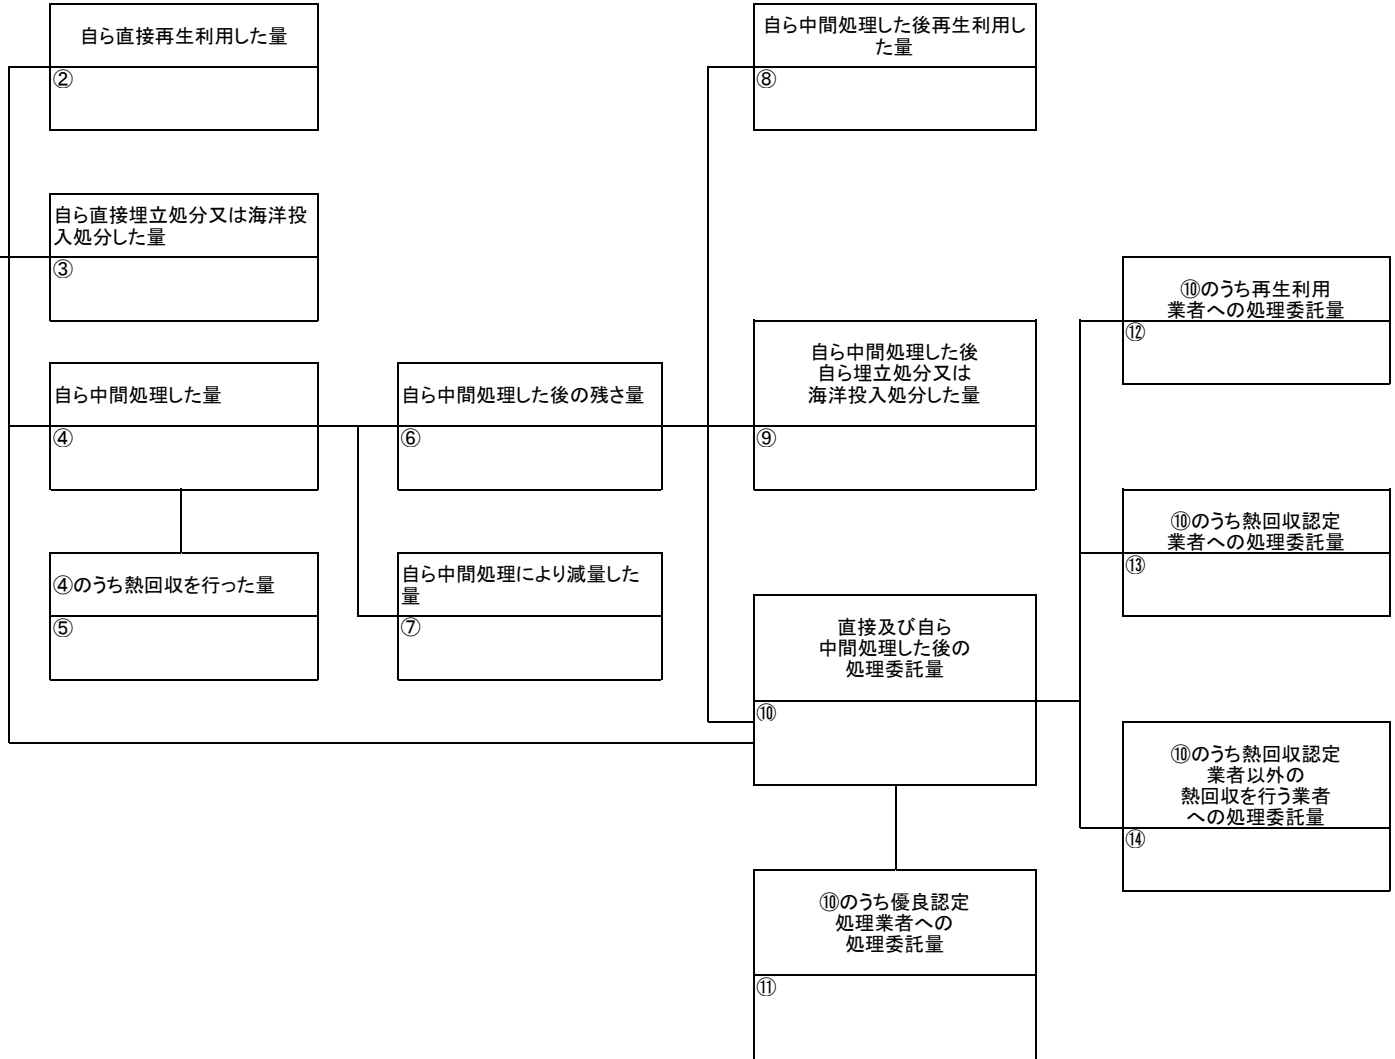 自ら直接再生利用した量
②
自ら直接埋立処分又は海洋投
入処分した量
③
自ら中間処理した量
④
④のうち熱回収を行った量
⑤
自ら中間処理した後の残さ量
⑥
自ら中間処理により減量した
量
⑦
自ら中間処理した後再生利用し
た量
⑧
自ら中間処理した後
自ら埋立処分又は
海洋投入処分した量
⑨
直接及び自ら
中間処理した後の
処理委託量
⑩
⑩のうち優良認定
処理業者への
処理委託量
⑪
⑩のうち再生利用
業者への処理委託量
⑫
⑩のうち熱回収認定
業者への処理委託量
⑬
⑩のうち熱回収認定
業者以外の
熱回収を行う業者
への処理委託量
⑭